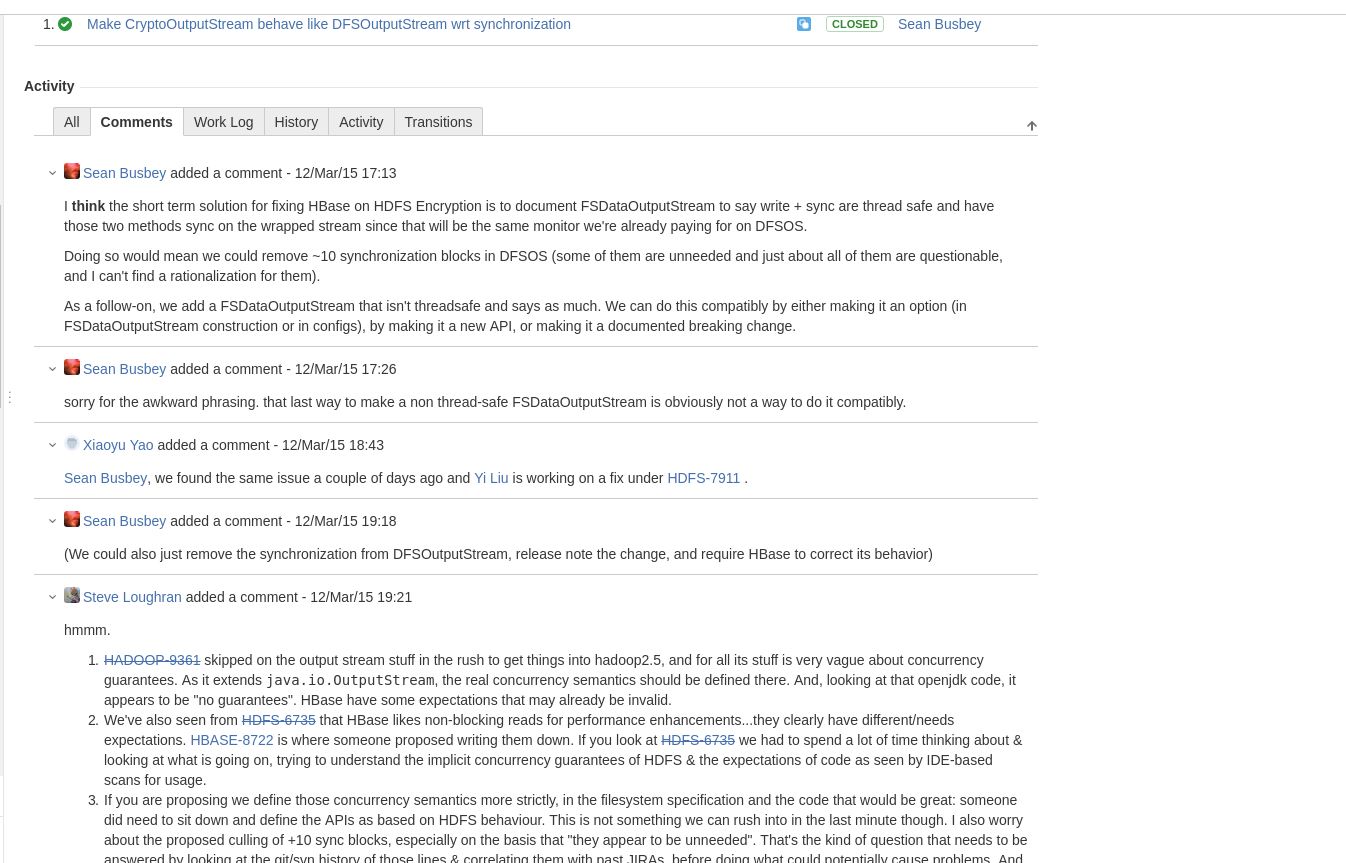 1. Make CryptoOutputStream behave like DFSOutputStream wrt synchronization CLOSED Sean Busbey
Activity
All Comments Work Log History Activity Transitions
Sean Busbey added a comment - 12/Mar/15 17:13
I think the short term solution for fixing HBase on HDFS Encryption is to document FSDataOutputStream to say write + sync are thread safe and have
those two methods sync on the wrapped stream since that will be the same monitor we're already paying for on DFSOS.
Doing so would mean we could remove ~10 synchronization blocks in DFSOS (some of them are unneeded and just about all of them are questionable,
and I can't find a rationalization for them).
As a follow-on, we add a FSDataOutputStream that isn't threadsafe and says as much. We can do this compatibly by either making it an option (in
FSDataOutputStream construction or in configs), by making it a new API, or making it a documented breaking change.
Sean Busbey added a comment - 12/Mar/15 17:26
sorry for the awkward phrasing. that last way to make a non thread-safe FSDataOutputStream is obviously not a way to do it compatibly.
Xiaoyu Yao added a comment - 12/Mar/15 18:43
Sean Busbey, we found the same issue a couple of days ago and Yi Liu is working on a fix under HDFS-7911 .
Sean Busbey added a comment - 12/Mar/15 19:18
(We could also just remove the synchronization from DFSOutputStream, release note the change, and require HBase to correct its behavior)
Steve Loughran added a comment - 12/Mar/15 19:21
hmmm.
1. HADOOP-9361 skipped on the output stream stuff in the rush to get things into hadoop2.5, and for all its stuff is very vague about concurrency
guarantees. As it extends java.io.OutputStream, the real concurrency semantics should be defined there. And, looking at that openjdk code, it
appears to be "no guarantees". HBase have some expectations that may already be invalid.
2. We've also seen from HDFS-6735 that HBase likes non-blocking reads for performance enhancements...they clearly have different/needs
expectations. HBASE-8722 is where someone proposed writing them down. If you look at HDFS-6735 we had to spend a lot of time thinking about &
looking at what is going on, trying to understand the implicit concurrency guarantees of HDFS & the expectations of code as seen by IDE-based
scans for usage.
3. If you are proposing we define those concurrency semantics more strictly, in the filesystem specification and the code that would be great: someone
did need to sit down and define the APIs as based on HDFS behaviour. This is not something we can rush into in the last minute though. I also worry
about the proposed culling of +10 sync blocks, especially on the basis that "they appear to be unneeded". That's the kind of question that needs to be
answered by looking at the git/svn history of those lines & correlating them with past JIRAs, before doing what could potentially cause problems. And